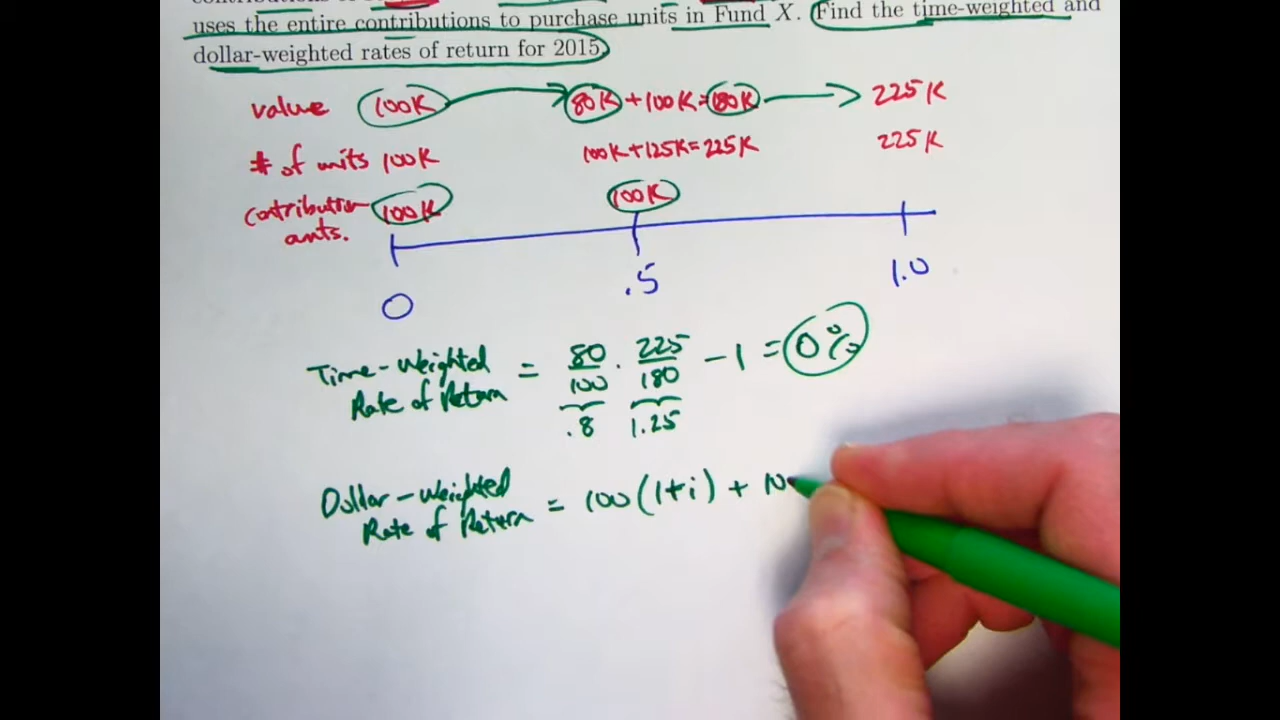 uses the entire contributions to purchase units in Fund X. Find the time-weighted and
dollar-weighted rates of return for 2015.
value 100K 80K + 100K = 180K 225K
# of units 100K 100K + 125K = 225K 225K
contribution 100K 100K
amts.
0 .5 1.0
Time-Weighted
Rate of Return = 80/100 · 225/180 - 1 = 0%
.8 1.25
Dollar-Weighted
Rate of Return = 100(1+i) + 10